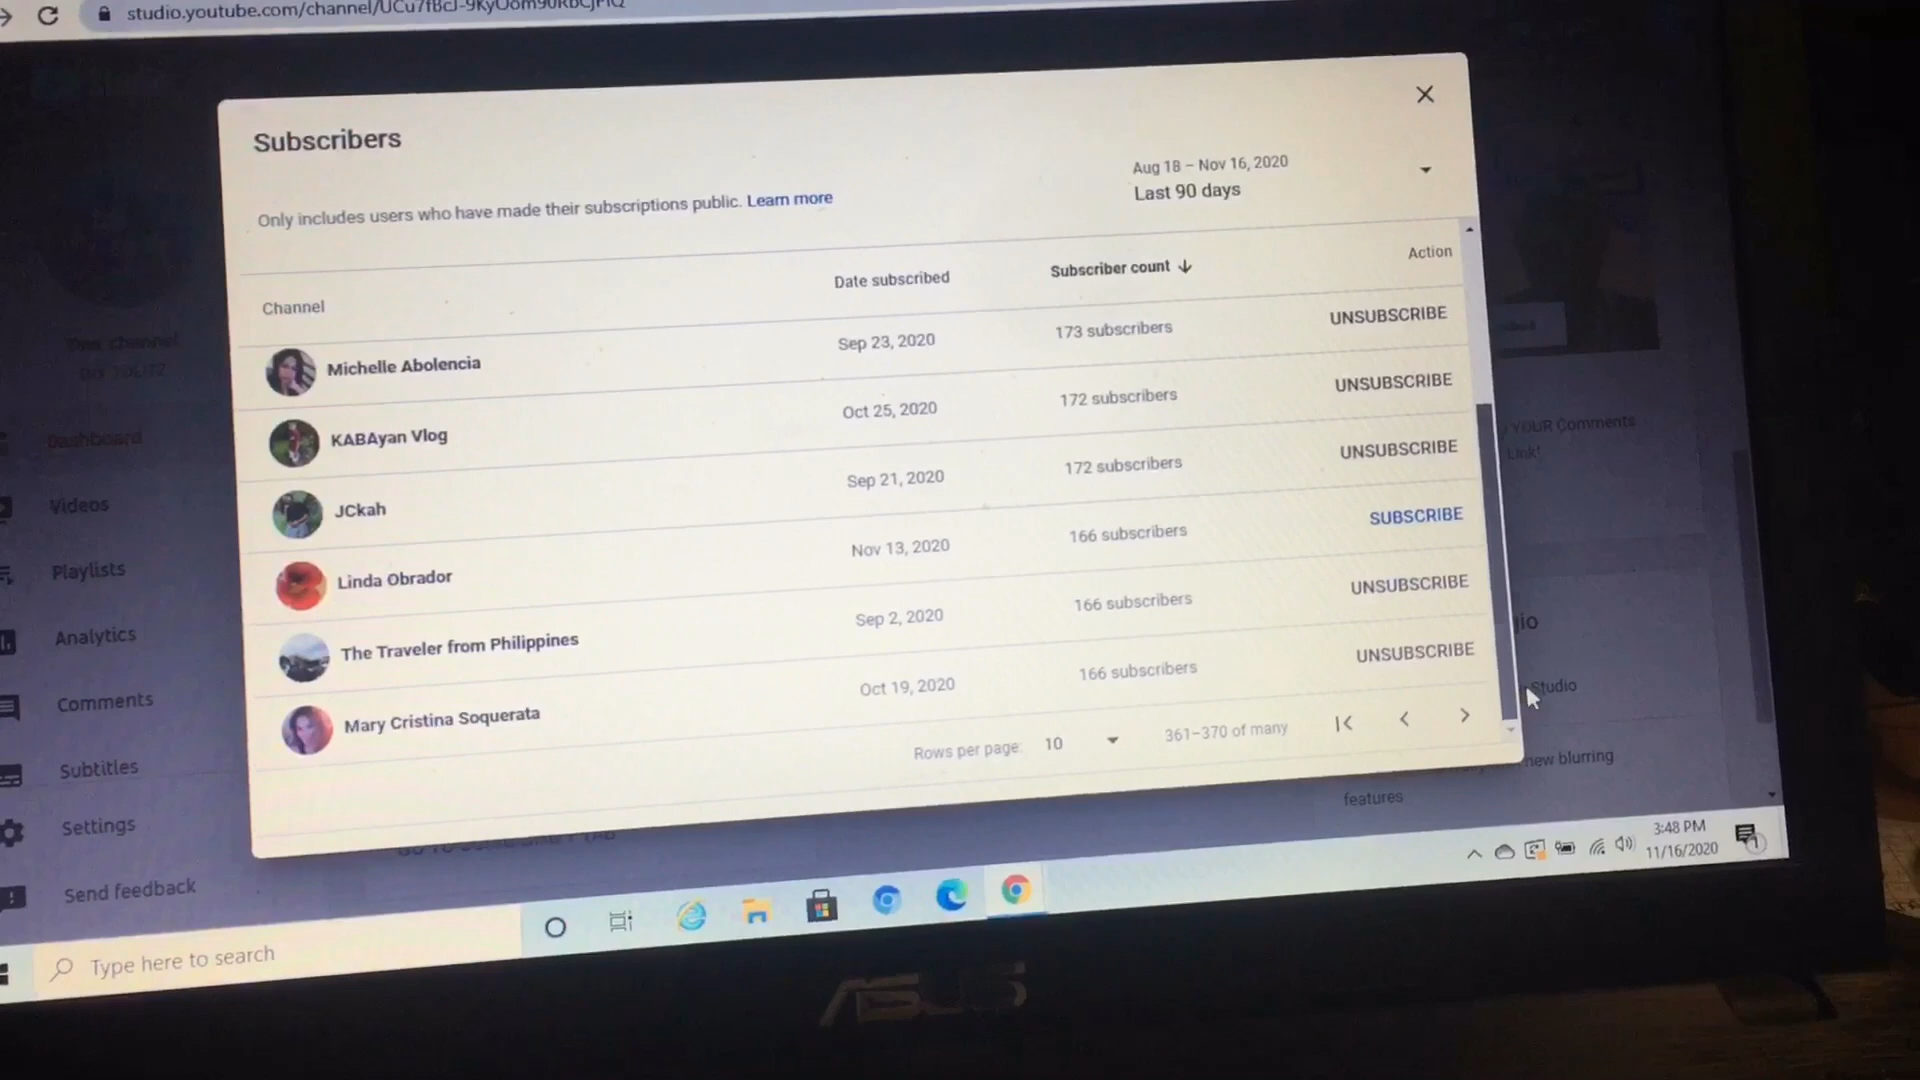 studio.youtube.com/channel/
Subscribers
Only includes users who have made their subscriptions public. Learn more
Aug 18 – Nov 16, 2020
Last 90 days
Channel Date subscribed Subscriber count Action
Michelle Abolencia Sep 23, 2020 173 subscribers UNSUBSCRIBE
KABAyan Vlog Oct 25, 2020 172 subscribers UNSUBSCRIBE
JCkah Sep 21, 2020 172 subscribers UNSUBSCRIBE
Linda Obrador Nov 13, 2020 166 subscribers SUBSCRIBE
The Traveler from Philippines Sep 2, 2020 166 subscribers UNSUBSCRIBE
Mary Cristina Soquerata Oct 19, 2020 166 subscribers UNSUBSCRIBE
Rows per page: 10 361–370 of many
Dashboard
Videos
Playlists
Analytics
Comments
Subtitles
Settings
Send feedback
YOUR Comments
Link!
Studio
new blurring
features
Type here to search
3:48 PM
11/16/2020
1
ASUS